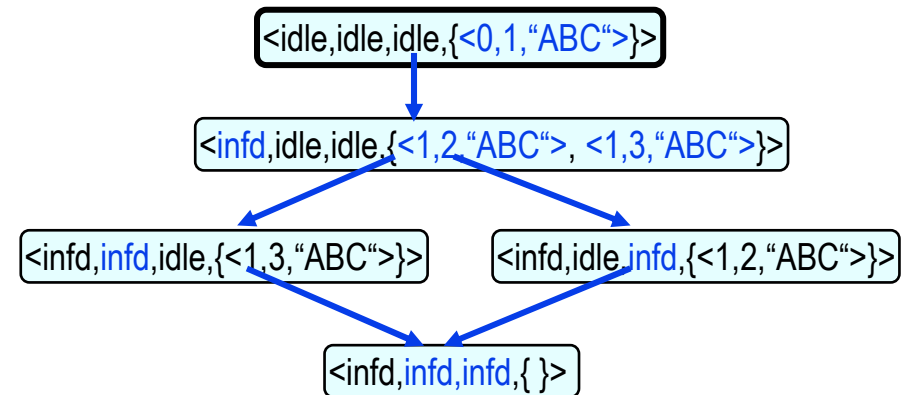 <idle,idle,idle,{<0,1,“ABC“>}>
<infd,idle,idle,{<1,2,“ABC“>, <1,3,“ABC“>}>
<infd,infd,idle,{<1,3,“ABC“>}>
<infd,idle,infd,{<1,2,“ABC“>}>
<infd,infd,infd,{ }>